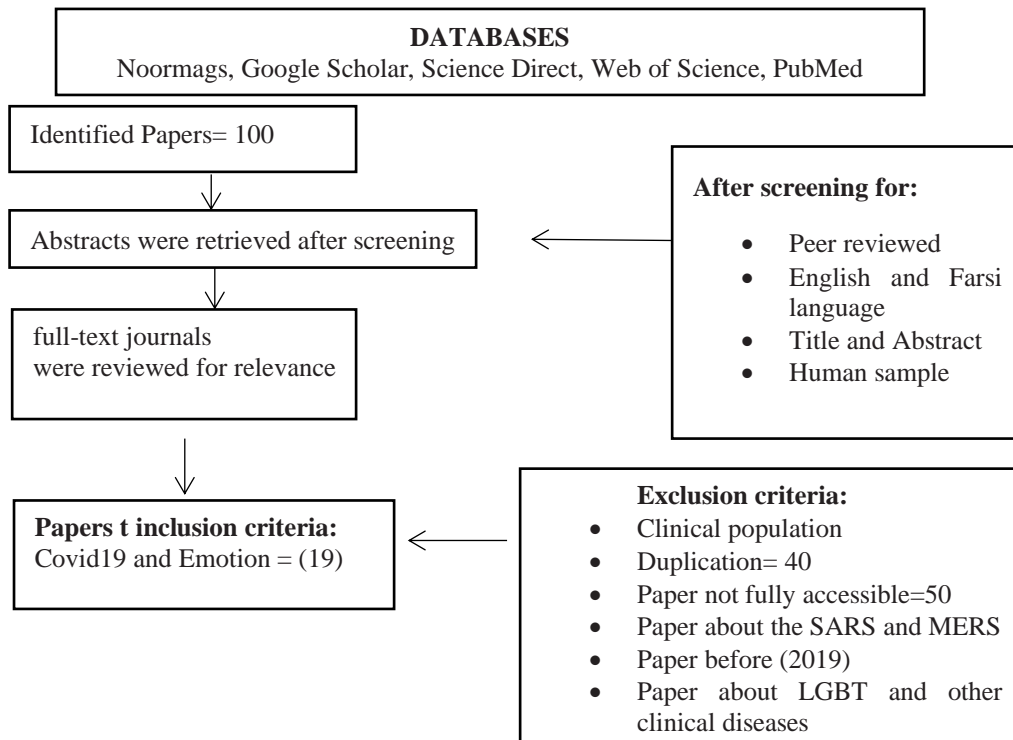 DATABASES
Noormags, Google Scholar, Science Direct, Web of Science, PubMed
Identified Papers= 100
Abstracts were retrieved after screening
After screening for:
• Peer reviewed
• English and Farsi
language
• Title and Abstract
• Human sample
full-text journals
were reviewed for relevance
Papers t inclusion criteria:
Covid19 and Emotion = (19)
Exclusion criteria:
• Clinical population
• Duplication= 40
• Paper not fully accessible=50
• Paper about the SARS and MERS
• Paper before (2019)
• Paper about LGBT and other
clinical diseases